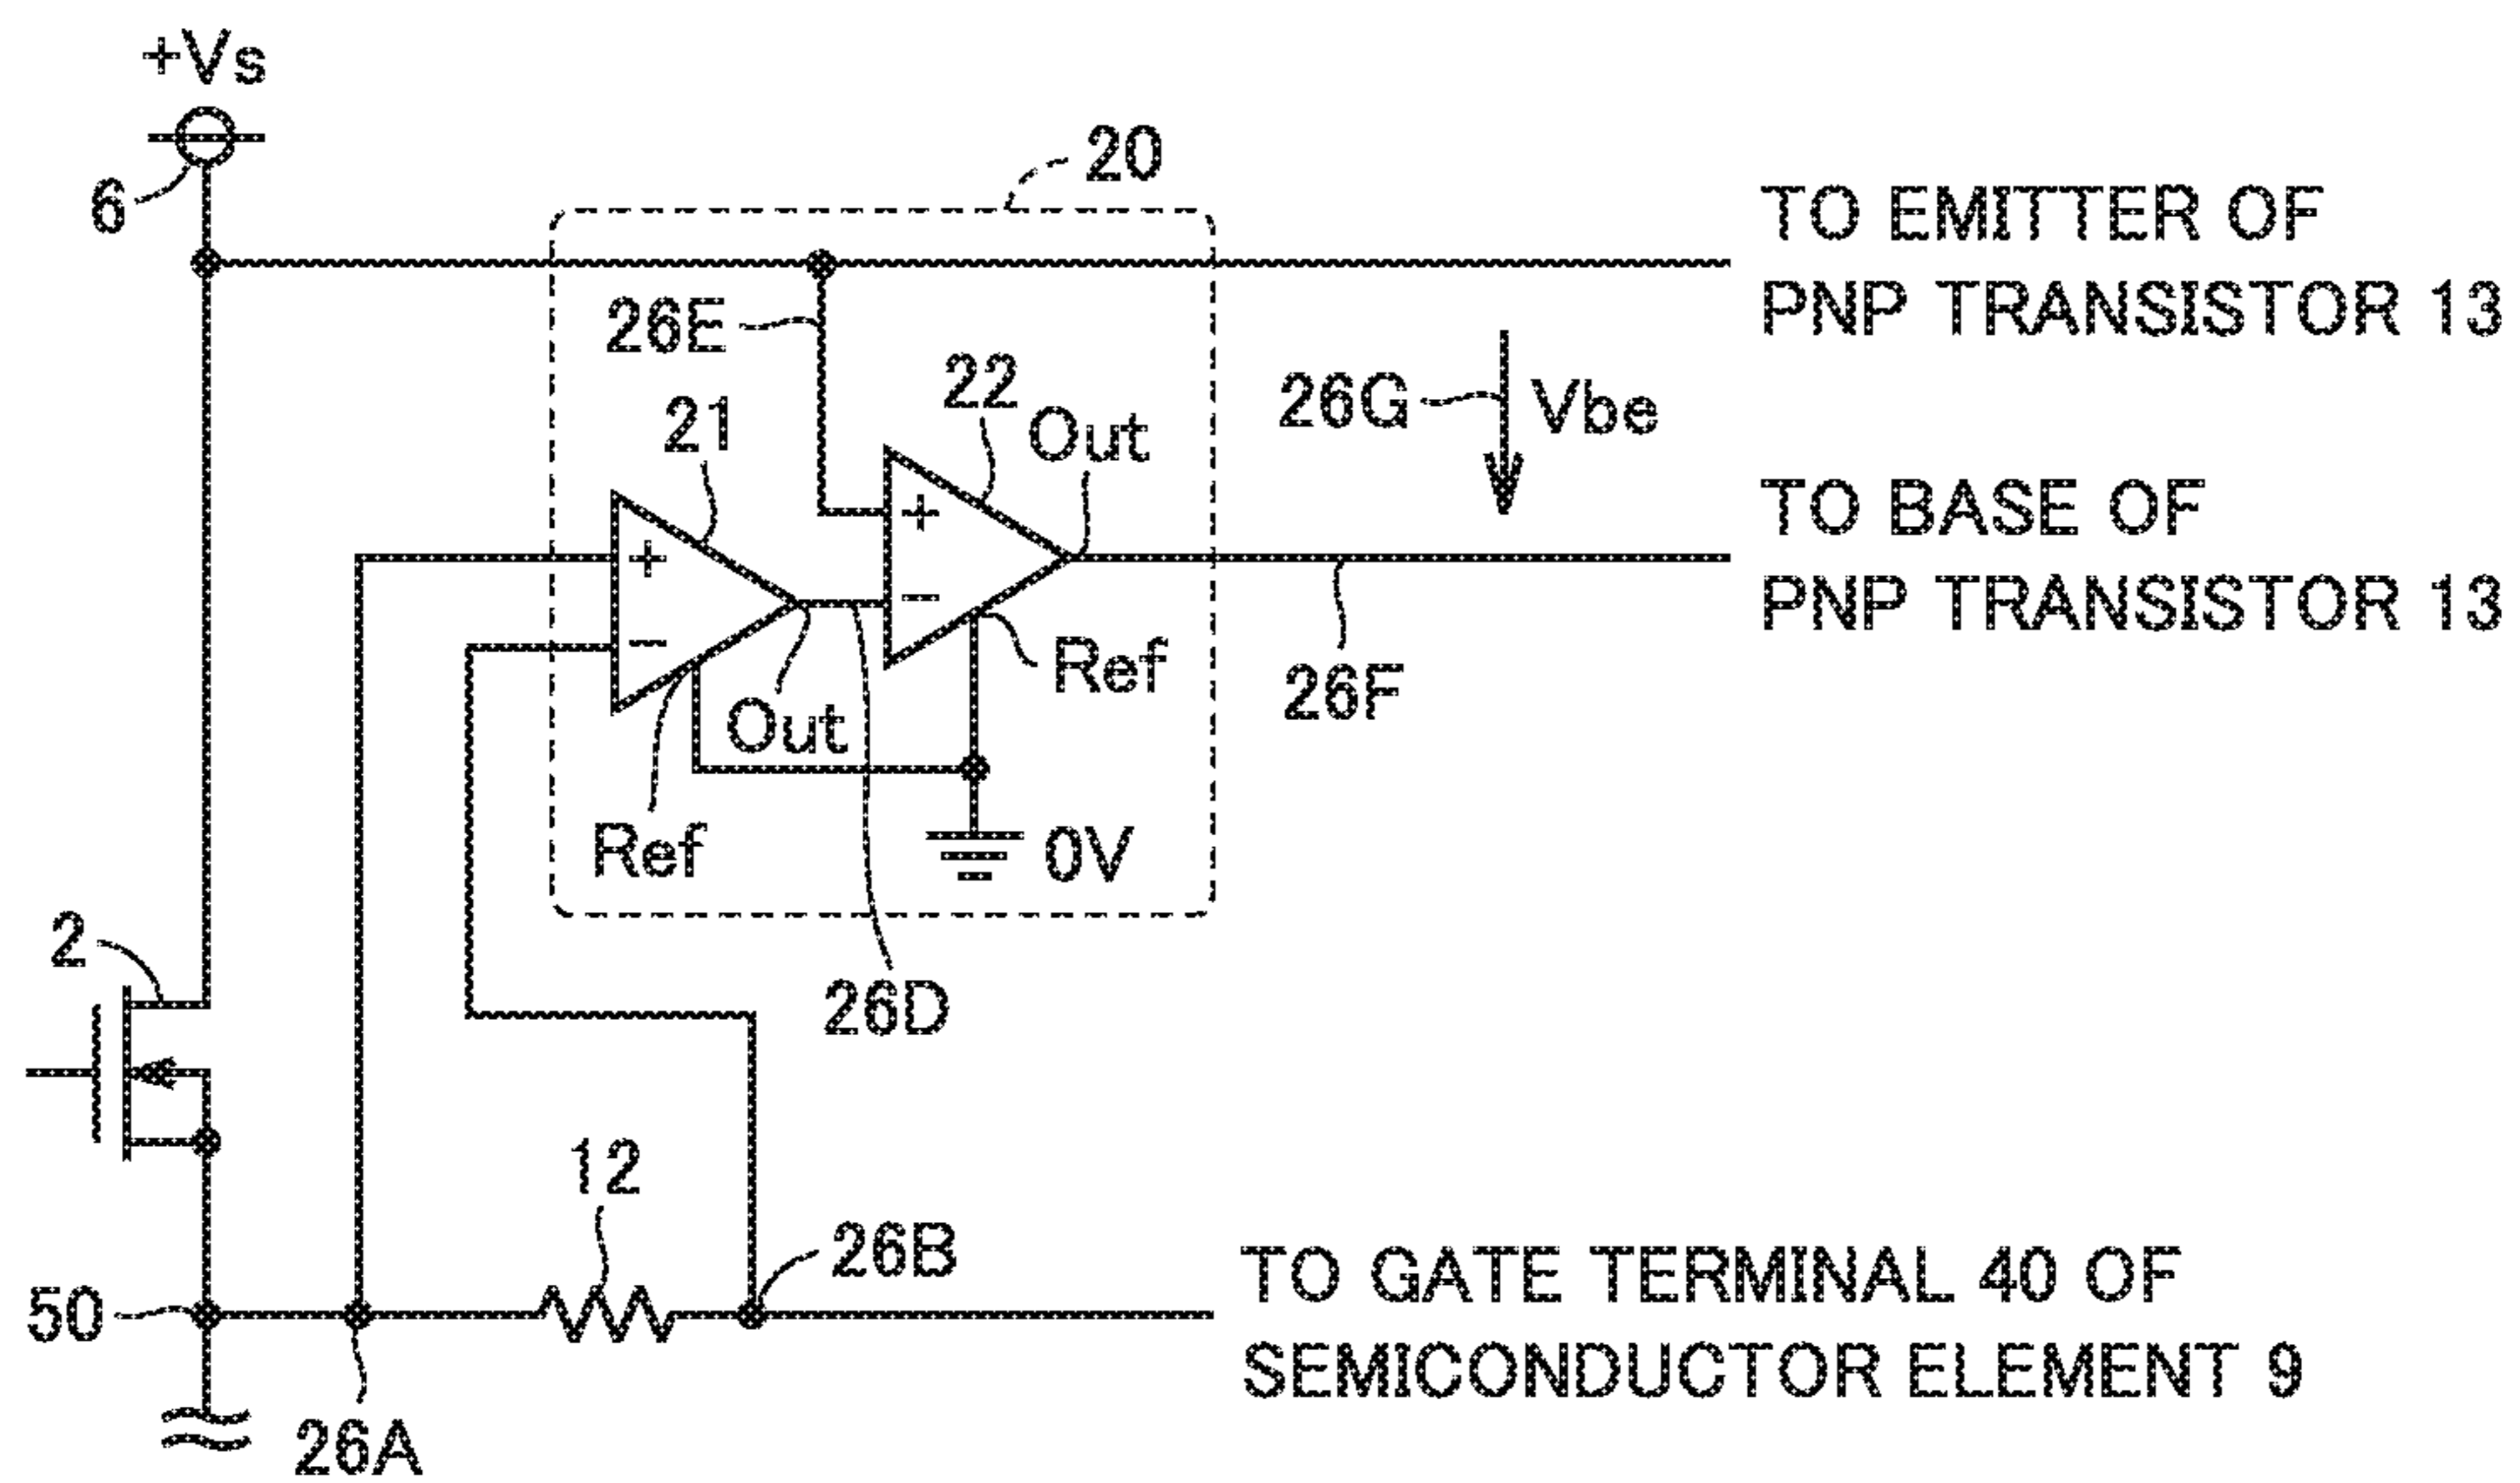 +Vs
6
20
TO EMITTER OF
PNP TRANSISTOR 13
26E
21
22
Out
26G
Vbe
+
-
+
-
TO BASE OF
PNP TRANSISTOR 13
Ref
26F
Out
Ref
0V
2
26D
12
26B
50
26A
TO GATE TERMINAL 40 OF
SEMICONDUCTOR ELEMENT 9